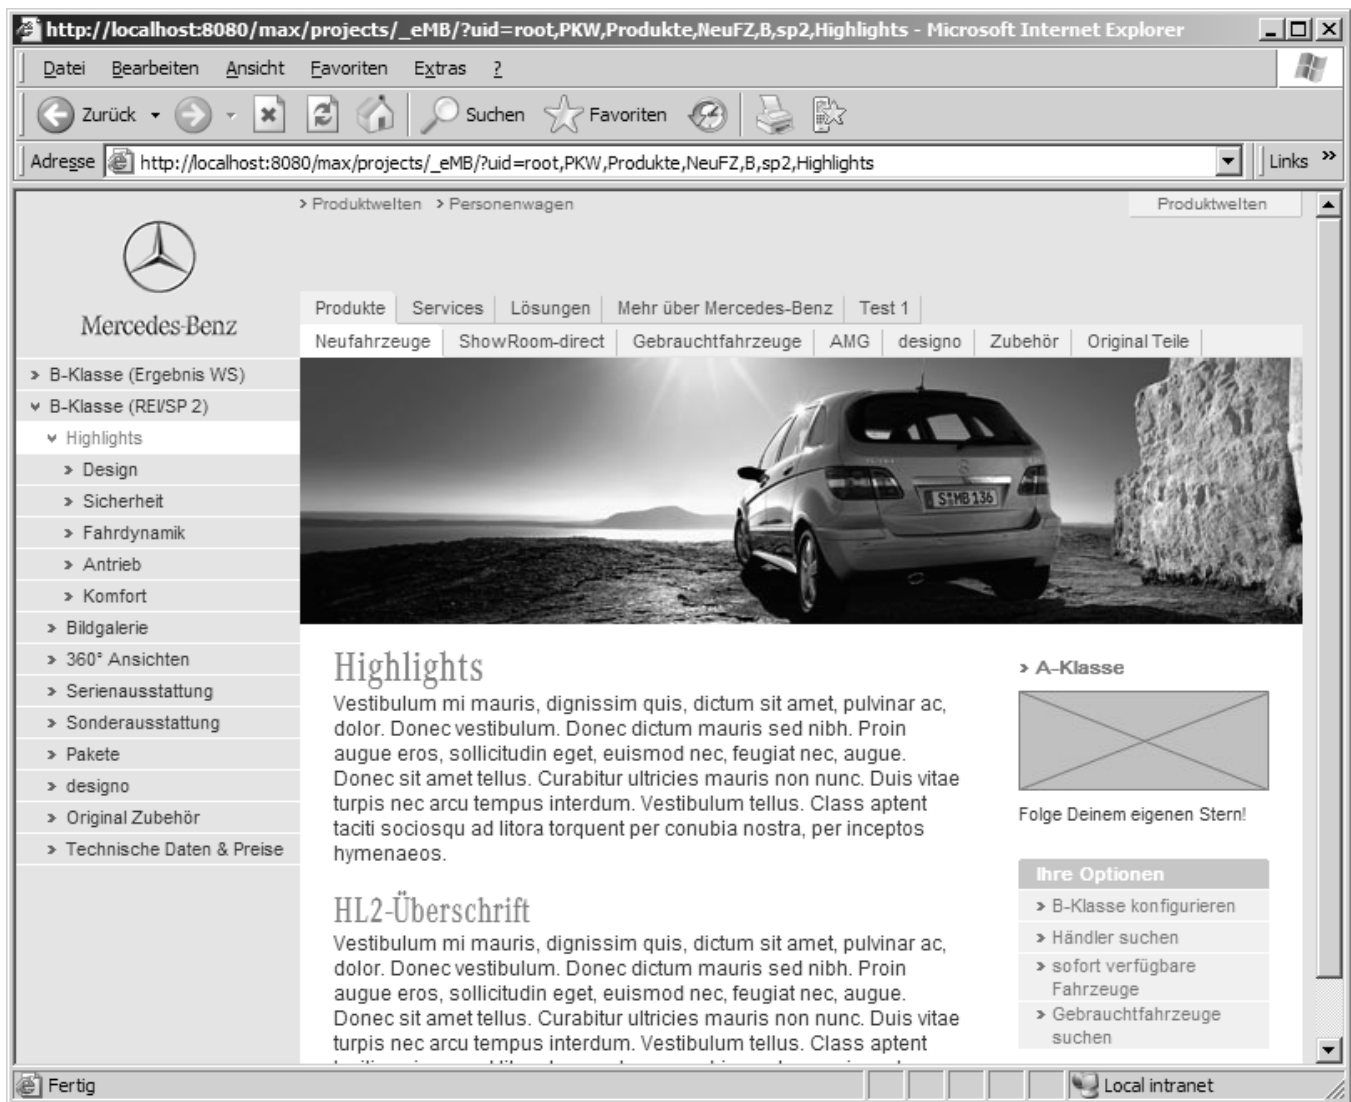 http://localhost:8080/max/projects/_eMB/?uid=root,PKW,Produkte,NeuFZ,B,sp2,Highlights - Microsoft Internet Explorer
Datei Bearbeiten Ansicht Favoriten Extras ?
Zurück Suchen Favoriten
Adresse http://localhost:8080/max/projects/_eMB/?uid=root,PKW,Produkte,NeuFZ,B,sp2,Highlights Links »
> Produktwelten > Personenwagen Produktwelten
Mercedes-Benz
Produkte Services Lösungen Mehr über Mercedes-Benz Test 1
Neufahrzeuge ShowRoom-direct Gebrauchtfahrzeuge AMG designo Zubehör Original Teile
B-Klasse (Ergebnis WS)
B-Klasse (REI/SP 2)
Highlights
Design
Sicherheit
Fahrdynamik
Antrieb
Komfort
Bildgalerie
360° Ansichten
Serienausstattung
Sonderausstattung
Pakete
designo
Original Zubehör
Technische Daten & Preise
S MB 136
Highlights
Vestibulum mi mauris, dignissim quis, dictum sit amet, pulvinar ac,
dolor. Donec vestibulum. Donec dictum mauris sed nibh. Proin
augue eros, sollicitudin eget, euismod nec, feugiat nec, augue.
Donec sit amet tellus. Curabitur ultricies mauris non nunc. Duis vitae
turpis nec arcu tempus interdum. Vestibulum tellus. Class aptent
taciti sociosqu ad litora torquent per conubia nostra, per inceptos
hymenaeos.
HL2-Überschrift
Vestibulum mi mauris, dignissim quis, dictum sit amet, pulvinar ac,
dolor. Donec vestibulum. Donec dictum mauris sed nibh. Proin
augue eros, sollicitudin eget, euismod nec, feugiat nec, augue.
Donec sit amet tellus. Curabitur ultricies mauris non nunc. Duis vitae
turpis nec arcu tempus interdum. Vestibulum tellus. Class aptent
> A-Klasse
Folge Deinem eigenen Stern!
Ihre Optionen
> B-Klasse konfigurieren
> Händler suchen
> sofort verfügbare
Fahrzeuge
> Gebrauchtfahrzeuge
suchen
Fertig Local intranet